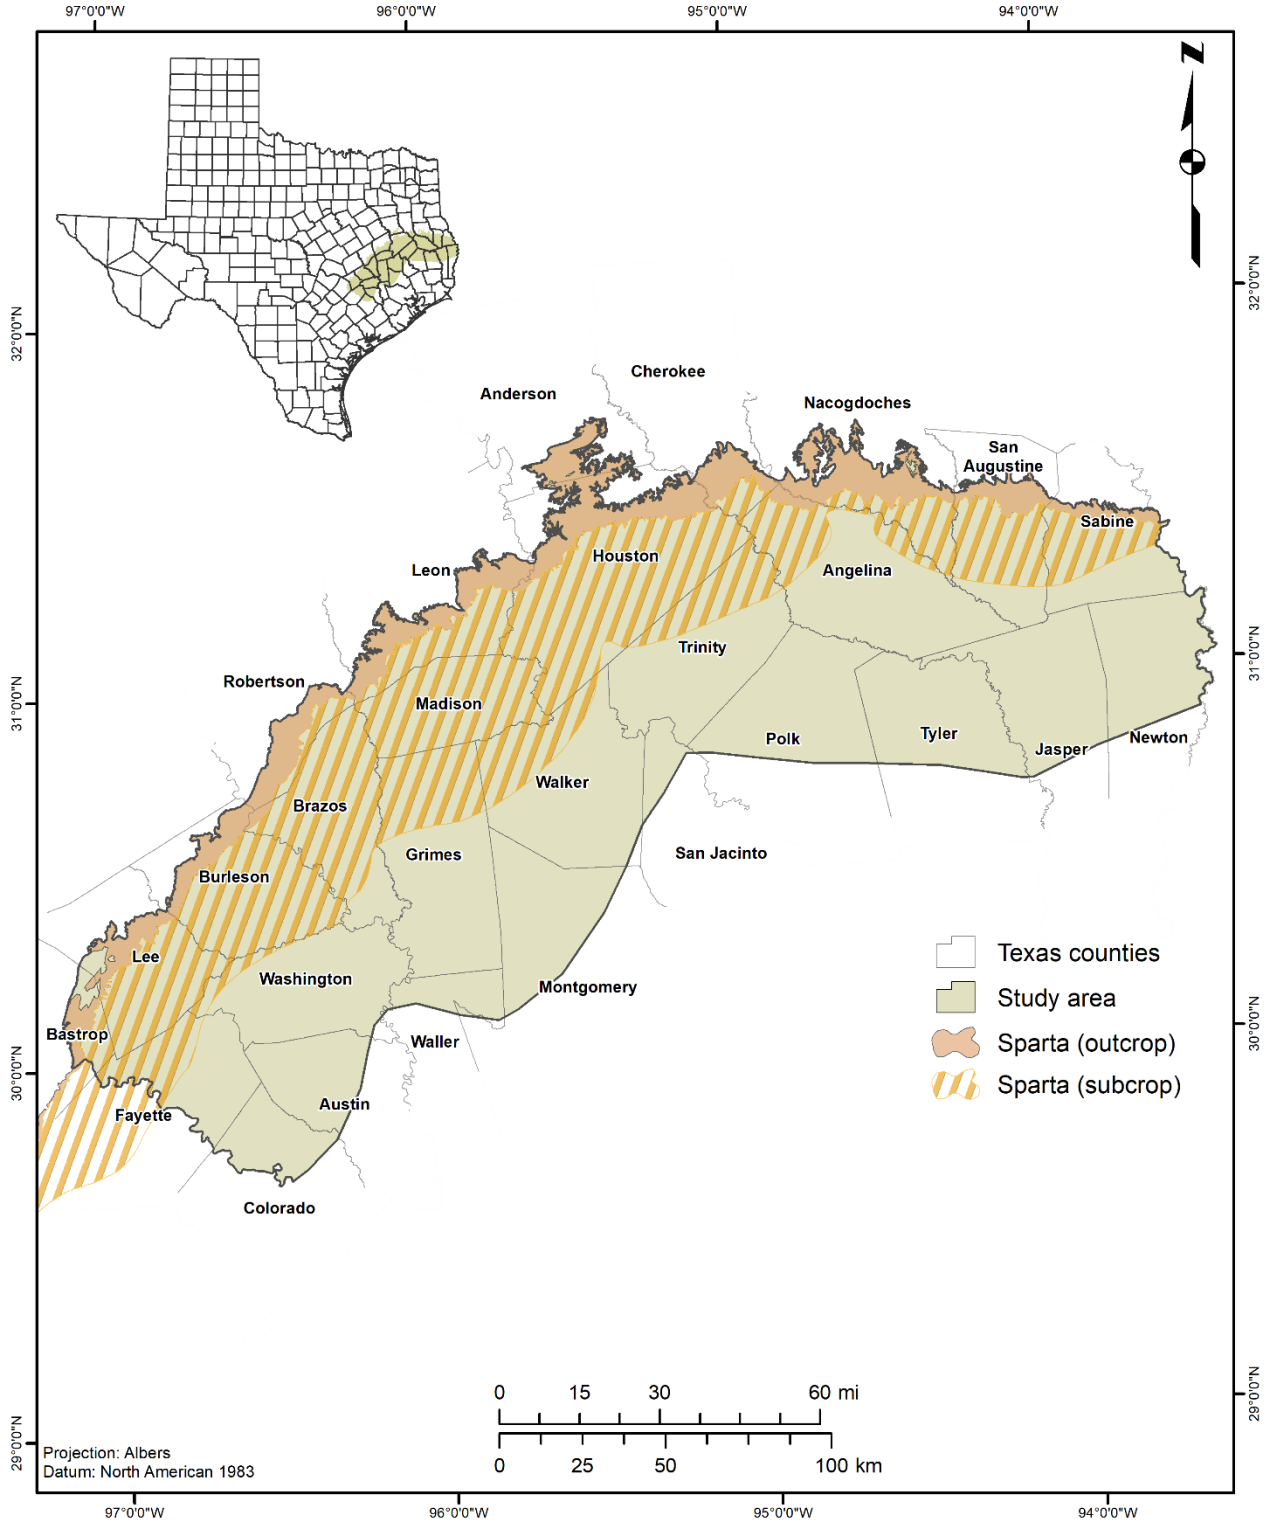 97°0'0"W
96°0'0"W
95°0'0"W
94°0'0"W
N
32°0'0"N
32°0'0"N
Cherokee
Anderson
Nacogdoches
San
Augustine
Sabine
Houston
Leon
Angelina
Trinity
31°0'0"N
Robertson
31°0'0"N
Madison
Tyler
Newton
Polk
Jasper
Walker
Brazos
San Jacinto
Grimes
Burleson
Texas counties
Lee
Washington
Montgomery
Study area
30°0'0"N
Bastrop
Waller
Sparta (outcrop)
30°0'0"N
Sparta (subcrop)
Austin
Fayette
Colorado
0 15 30 60 mi
29°0'0"N
29°0'0"N
Projection: Albers
0 25 50 100 km
Datum: North American 1983
97°0'0"W
96°0'0"W
95°0'0"W
94°0'0"W